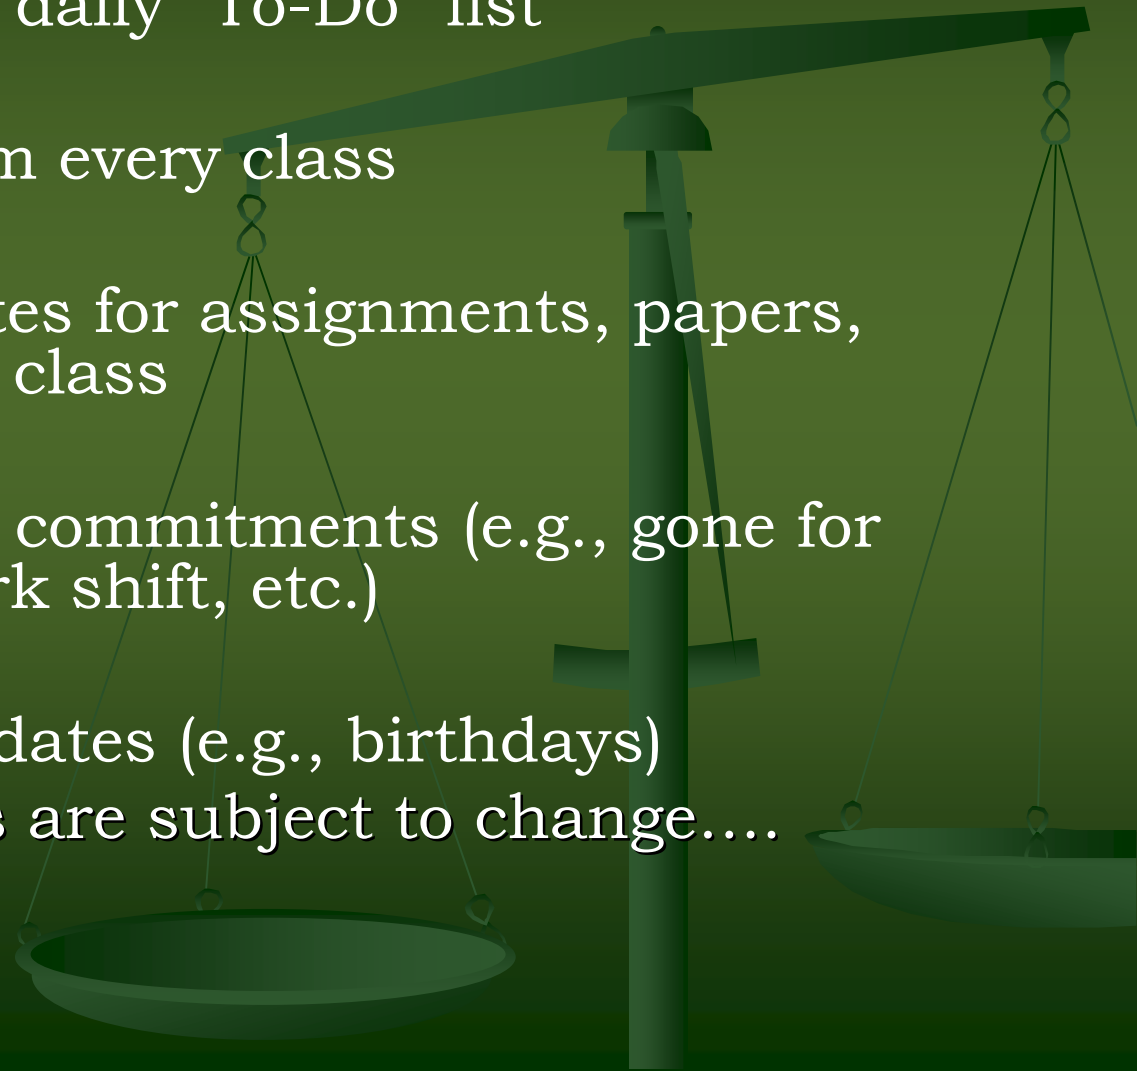 daily "To-Do" list
m every class
tes for assignments, papers,
class
commitments (e.g., gone for
rk shift, etc.)
dates (e.g., birthdays)
s are subject to change….